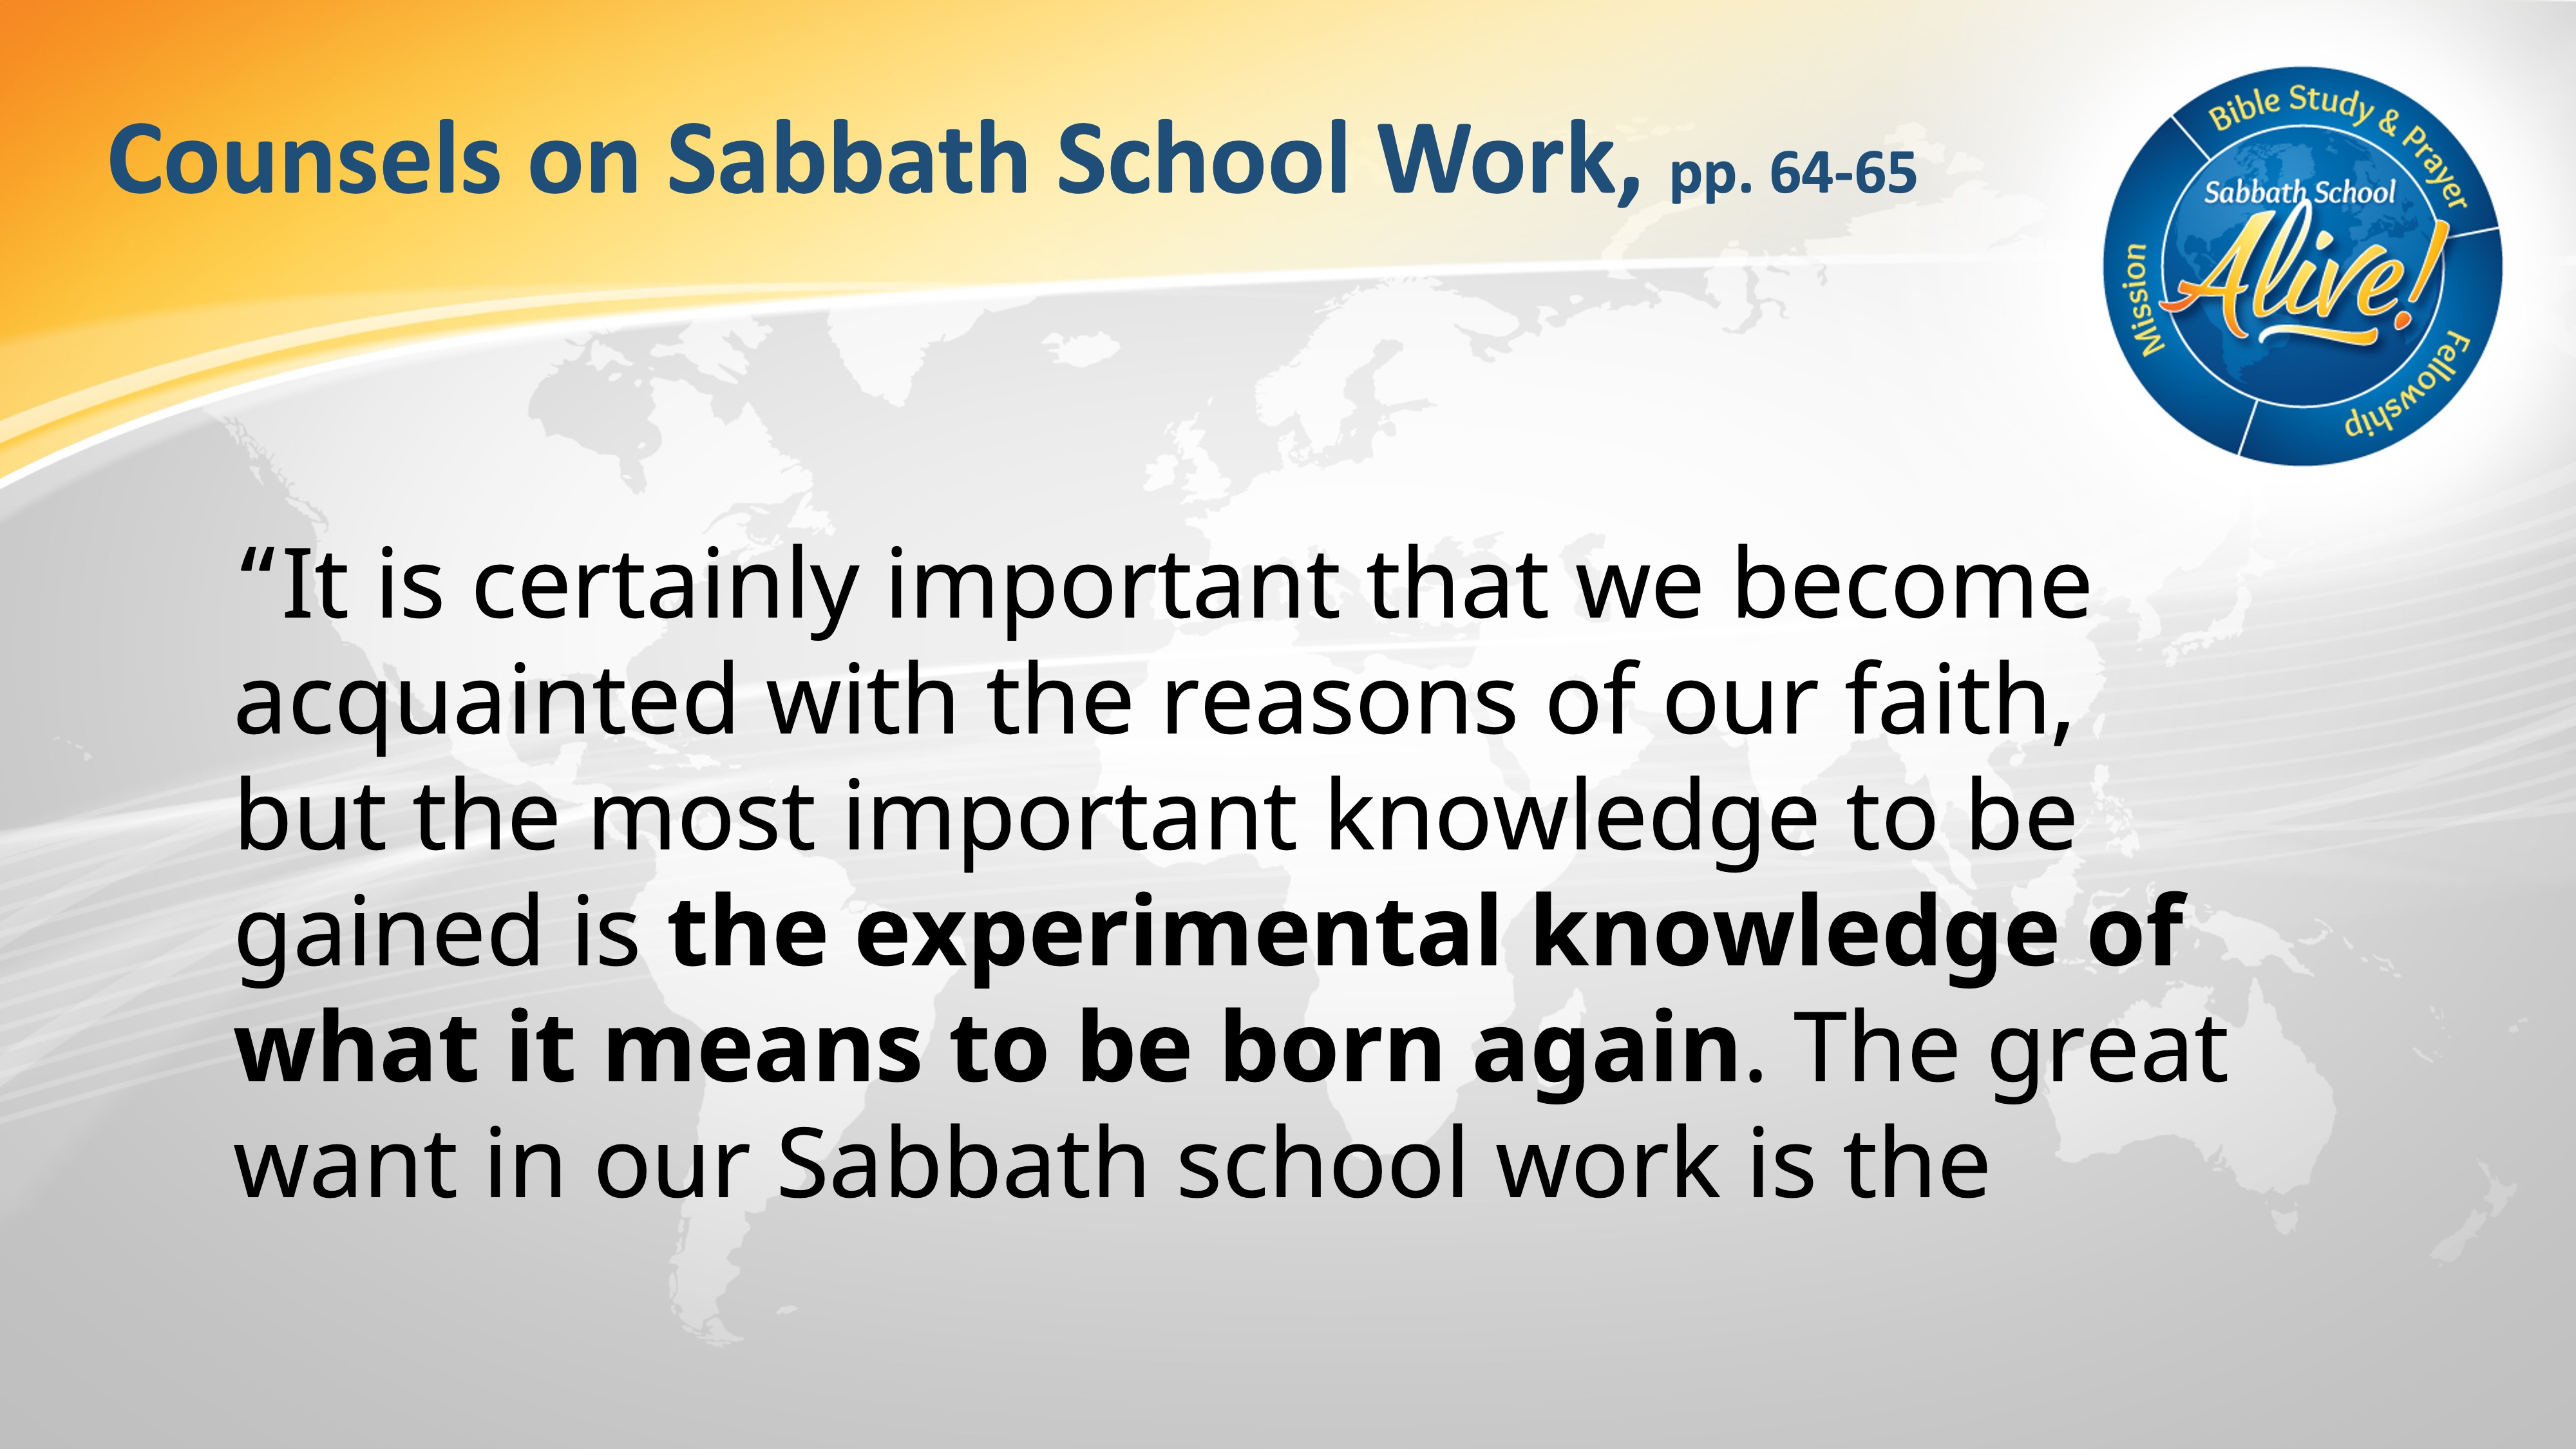 Counsels on Sabbath School Work, pp. 64-65
Bible Study & Prayer
Sabbath School
Alive!
Mission
Fellowship
“It is certainly important that we become
acquainted with the reasons of our faith,
but the most important knowledge to be
gained is the experimental knowledge of
what it means to be born again. The great
want in our Sabbath school work is the